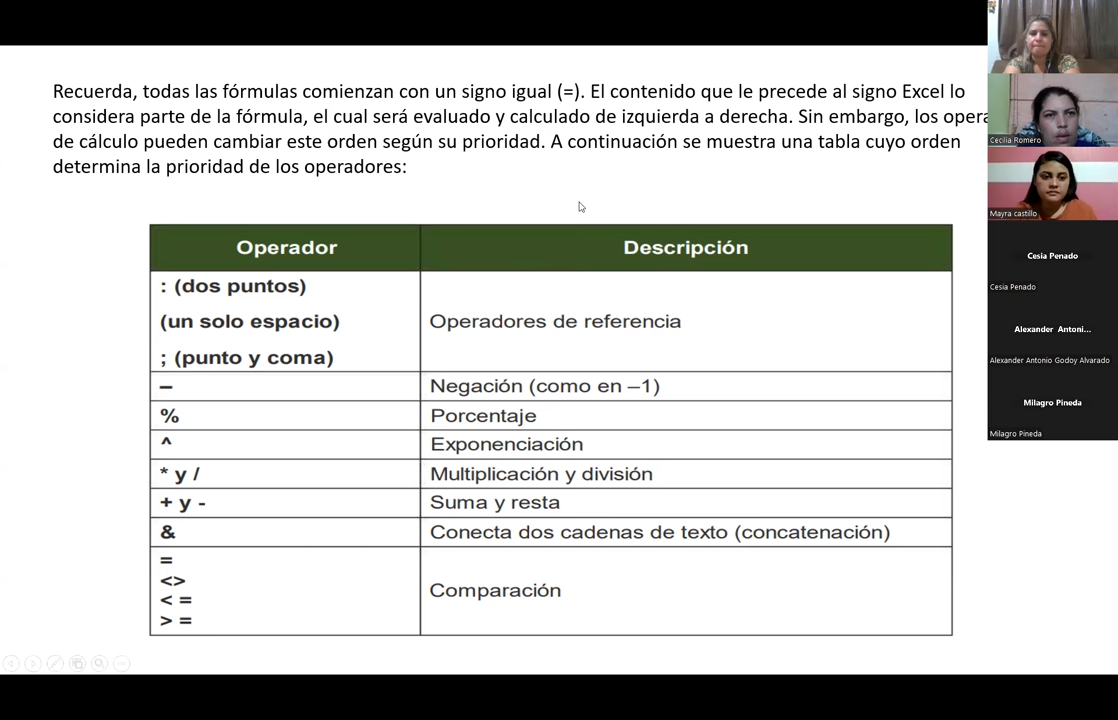 Recuerda, todas las fórmulas comienzan con un signo igual (=). El contenido que le precede al signo Excel lo
considera parte de la fórmula, el cual será evaluado y calculado de izquierda a derecha. Sin embargo, los opera
de cálculo pueden cambiar este orden según su prioridad. A continuación se muestra una tabla cuyo orden
determina la prioridad de los operadores:
Operador Descripción
: (dos puntos)
(un solo espacio) Operadores de referencia
; (punto y coma)
– Negación (como en –1)
% Porcentaje
^ Exponenciación
* y / Multiplicación y división
+ y - Suma y resta
& Conecta dos cadenas de texto (concatenación)
=
<>
< = Comparación
> =
Cecilia Romero
Mayra castillo
Cesia Penado
Cesia Penado
Alexander Antoni...
Alexander Antonio Godoy Alvarado
Milagro Pineda
Milagro Pineda